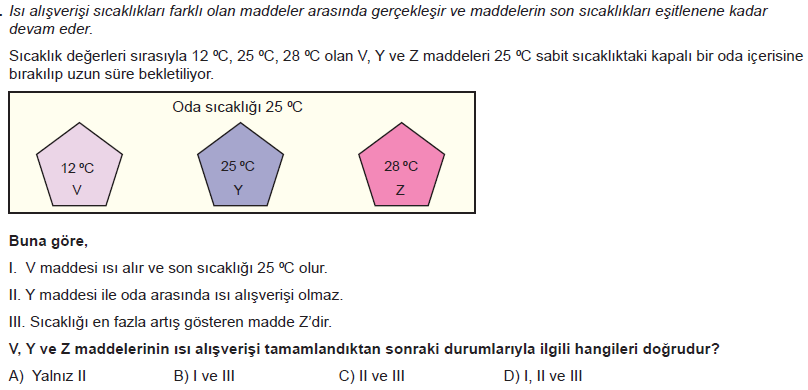 . Isı alışverişi sıcaklıkları farklı olan maddeler arasında gerçekleşir ve maddelerin son sıcaklıkları eşitlenene kadar
devam eder.
Sıcaklık değerleri sırasıyla 12 ºC, 25 ºC, 28 ºC olan V, Y ve Z maddeleri 25 ºC sabit sıcaklıktaki kapalı bir oda içerisine
bırakılıp uzun süre bekletiliyor.
Oda sıcaklığı 25 ºC
12 ºC 25 ºC 28 ºC
V Y Z
Buna göre,
I. V maddesi ısı alır ve son sıcaklığı 25 ºC olur.
II. Y maddesi ile oda arasında ısı alışverişi olmaz.
III. Sıcaklığı en fazla artış gösteren madde Z'dir.
V, Y ve Z maddelerinin ısı alışverişi tamamlandıktan sonraki durumlarıyla ilgili hangileri doğrudur?
A) Yalnız II B) I ve III C) II ve III D) I, II ve III